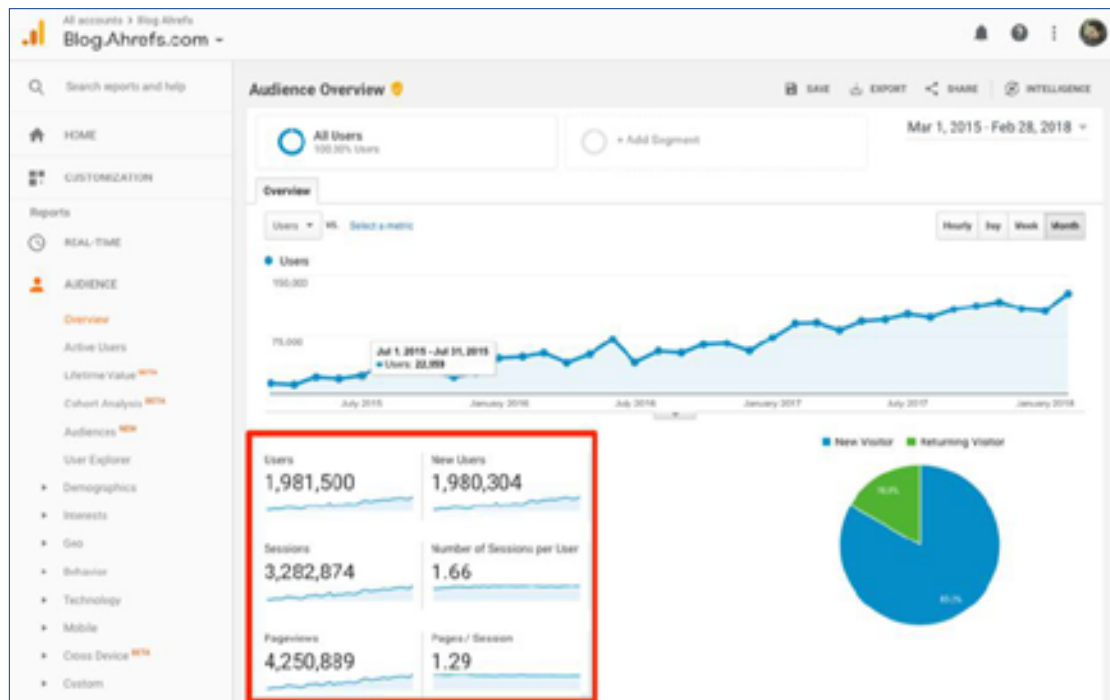 All accounts > Blog Ahrefs
Blog.Ahrefs.com
Search reports and help
HOME
CUSTOMIZATION
Reports
REAL-TIME
AUDIENCE
Overview
Active Users
Lifetime Value BETA
Cohort Analysis BETA
Audiences NEW
User Explorer
Demographics
Interests
Geo
Behavior
Technology
Mobile
Cross Device BETA
Custom
Audience Overview
SAVE
EXPORT
SHARE
INTELLIGENCE
All Users
100.00% Users
+ Add Segment
Mar 1, 2015 - Feb 28, 2018
Overview
Users VS. Select a metric
Hourly Day Week Month
Users
150,000
75,000
Jul 1, 2015 - Jul 31, 2015
Users: 22,959
July 2015 January 2016 July 2016 January 2017 July 2017 January 2018
Users
1,981,500
New Users
1,980,304
Sessions
3,282,874
Number of Sessions per User
1.66
Pageviews
4,250,889
Pages / Session
1.29
New Visitor Returning Visitor